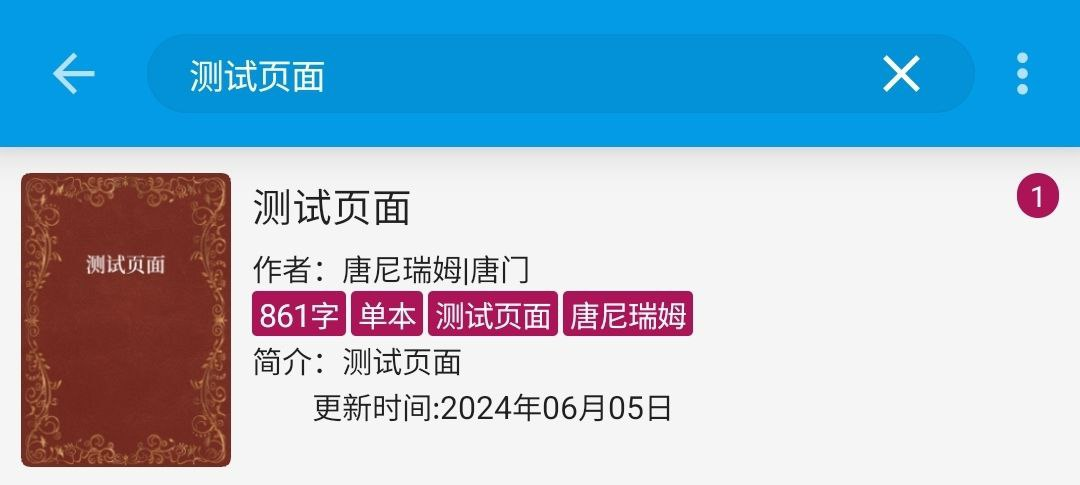 测试页面
测试页面
1
测试页面
作者：唐尼瑞姆|唐门
861字 单本 测试页面 唐尼瑞姆
简介：测试页面
更新时间:2024年06月05日